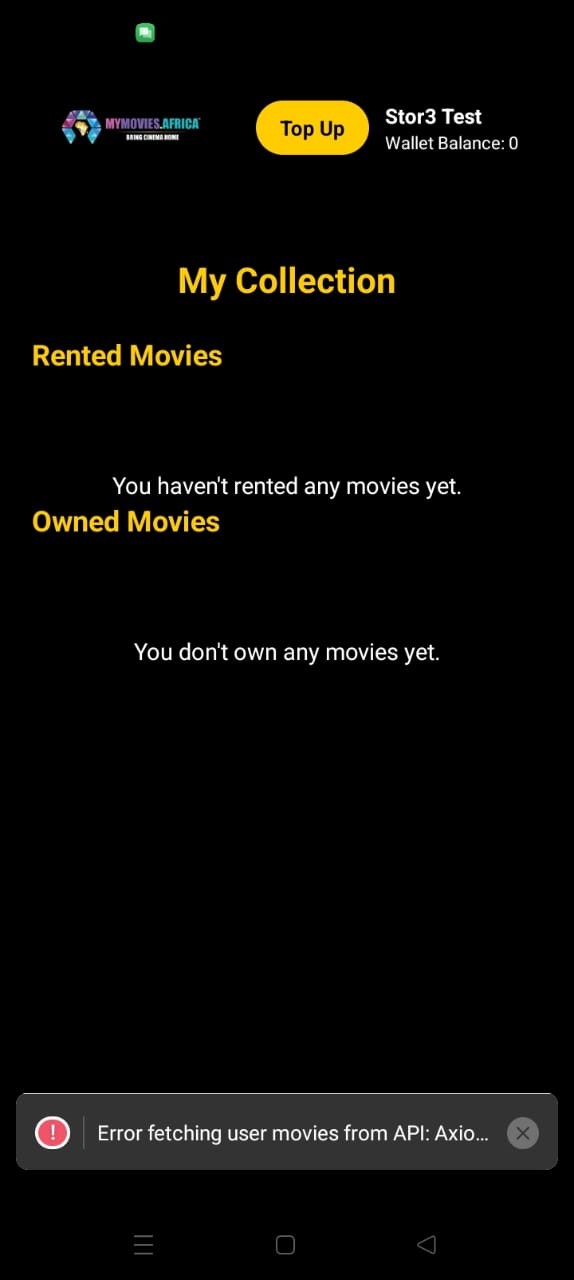 MYMOVIES.AFRICA
BRING CINEMA HOME
Top Up
Stor3 Test
Wallet Balance: 0
My Collection
Rented Movies
You haven't rented any movies yet.
Owned Movies
You don't own any movies yet.
Error fetching user movies from API: Axio...